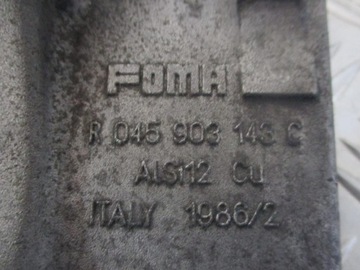 FOMA
R 045 903 143 C
AlSi12 Cu
ITALY 1986/2